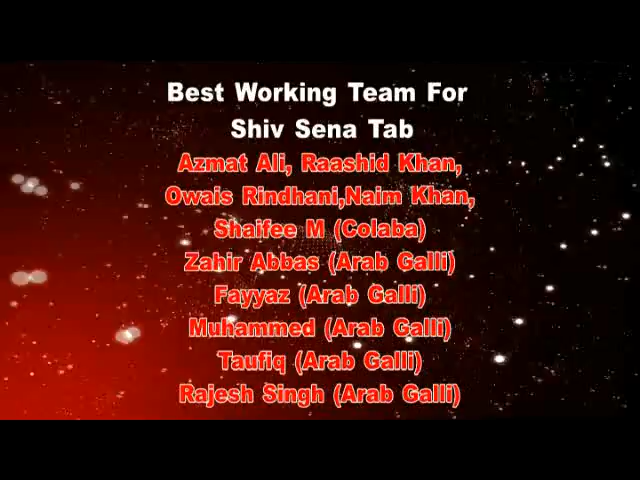 Best Working Team For
Shiv Sena Tab
Azmat Ali, Raashid Khan,
Owais Rindhani,Naim Khan,
Shaifee M (Colaba)
Zahir Abbas (Arab Galli)
Fayyaz (Arab Galli)
Muhammed (Arab Galli)
Taufiq (Arab Galli)
Rajesh Singh (Arab Galli)